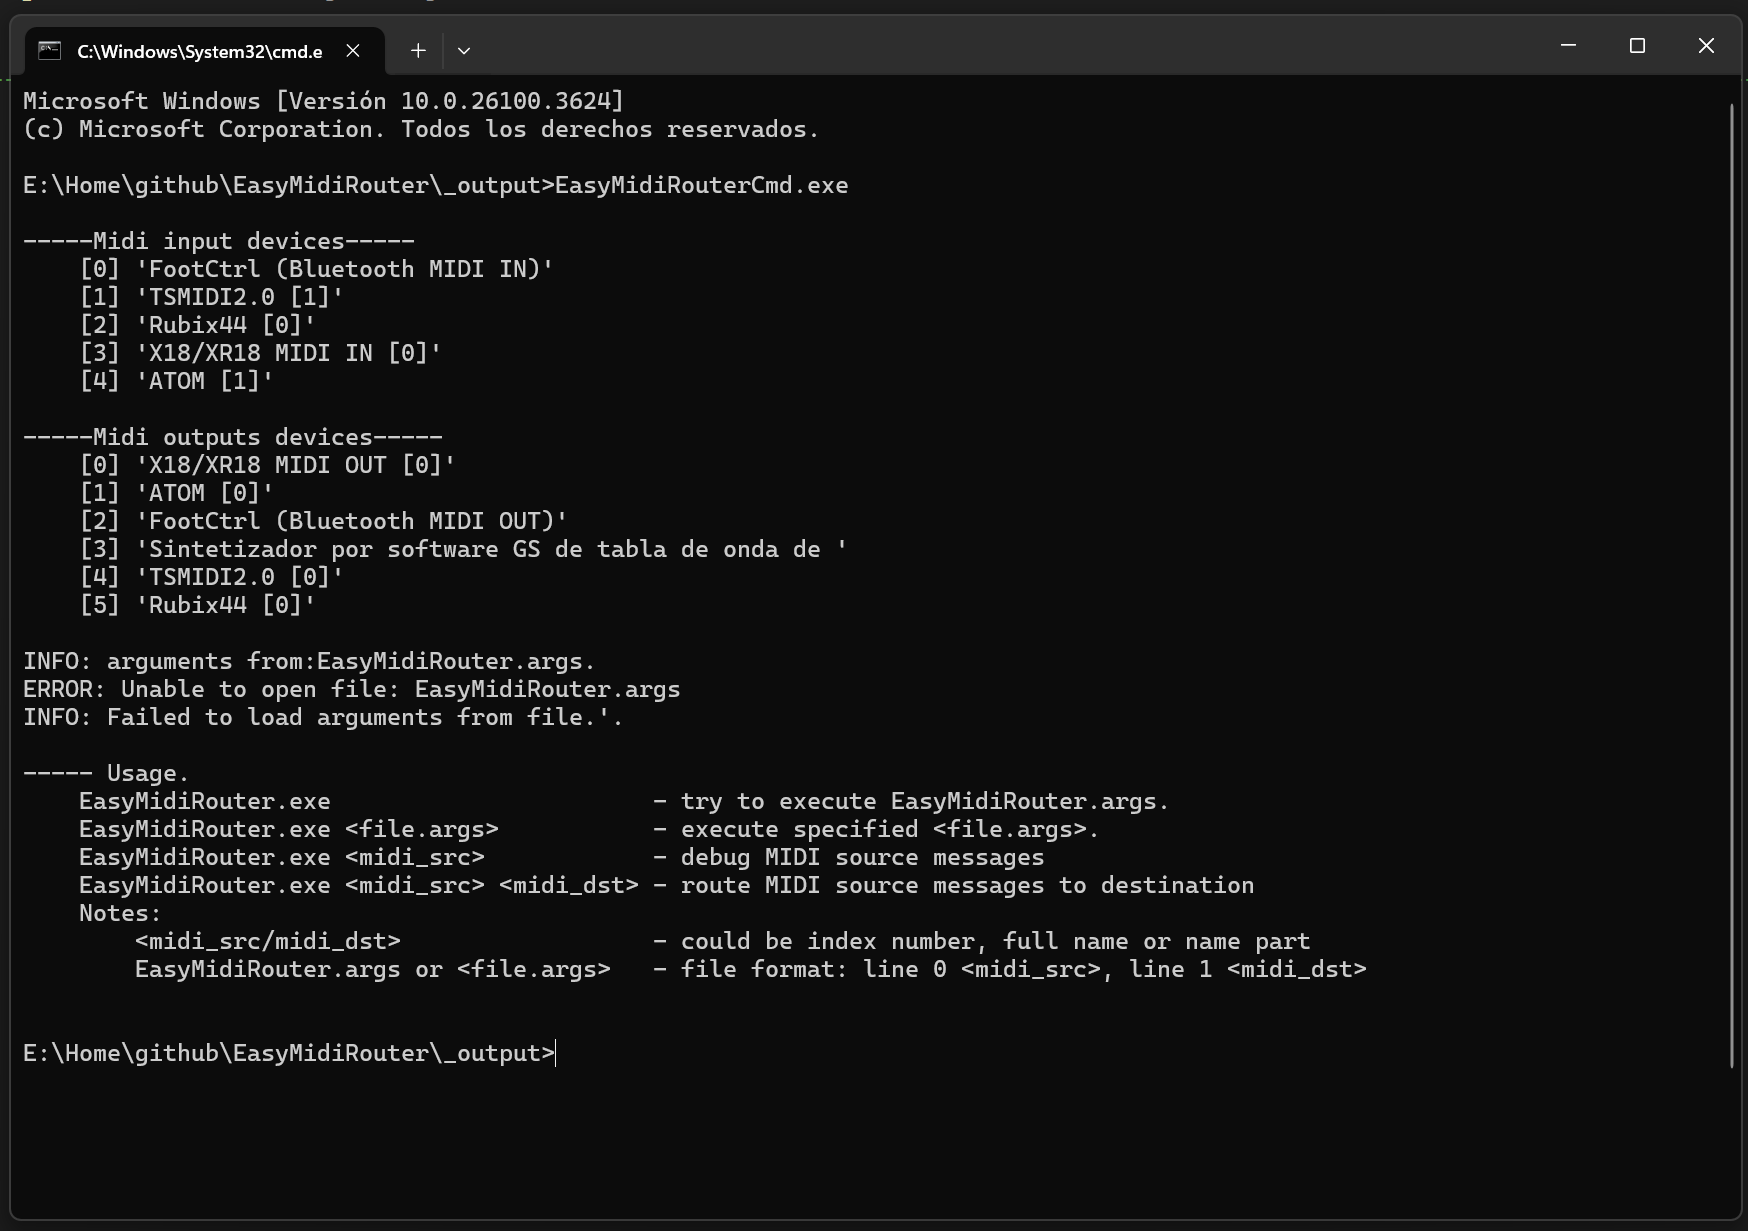 C:\Windows\System32\cmd.e
Microsoft Windows [Versión 10.0.26100.3624]
(c) Microsoft Corporation. Todos los derechos reservados.
E:\Home\github\EasyMidiRouter\_output>EasyMidiRouterCmd.exe
-----Midi input devices-----
[0] 'FootCtrl (Bluetooth MIDI IN)'
[1] 'TSMIDI2.0 [1]'
[2] 'Rubix44 [0]'
[3] 'X18/XR18 MIDI IN [0]'
[4] 'ATOM [1]'
-----Midi outputs devices-----
[0] 'X18/XR18 MIDI OUT [0]'
[1] 'ATOM [0]'
[2] 'FootCtrl (Bluetooth MIDI OUT)'
[3] 'Sintetizador por software GS de tabla de onda de '
[4] 'TSMIDI2.0 [0]'
[5] 'Rubix44 [0]'
INFO: arguments from:EasyMidiRouter.args.
ERROR: Unable to open file: EasyMidiRouter.args
INFO: Failed to load arguments from file.'.
----- Usage.
EasyMidiRouter.exe - try to execute EasyMidiRouter.args.
EasyMidiRouter.exe <file.args> - execute specified <file.args>.
EasyMidiRouter.exe <midi_src> - debug MIDI source messages
EasyMidiRouter.exe <midi_src> <midi_dst> - route MIDI source messages to destination
Notes:
<midi_src/midi_dst> - could be index number, full name or name part
EasyMidiRouter.args or <file.args> - file format: line 0 <midi_src>, line 1 <midi_dst>
E:\Home\github\EasyMidiRouter\_output>